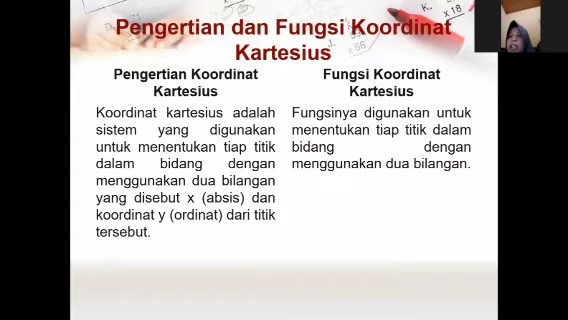 Pengertian dan Fungsi Koordinat
Kartesius
Pengertian Koordinat
Kartesius
Koordinat kartesius adalah
sistem yang digunakan
untuk menentukan tiap titik
dalam bidang dengan
menggunakan dua bilangan
yang disebut x (absis) dan
koordinat y (ordinat) dari titik
tersebut.
Fungsi Koordinat
Kartesius
Fungsinya digunakan untuk
menentukan tiap titik dalam
bidang dengan
menggunakan dua bilangan.
K.
x 18
J.
x 66